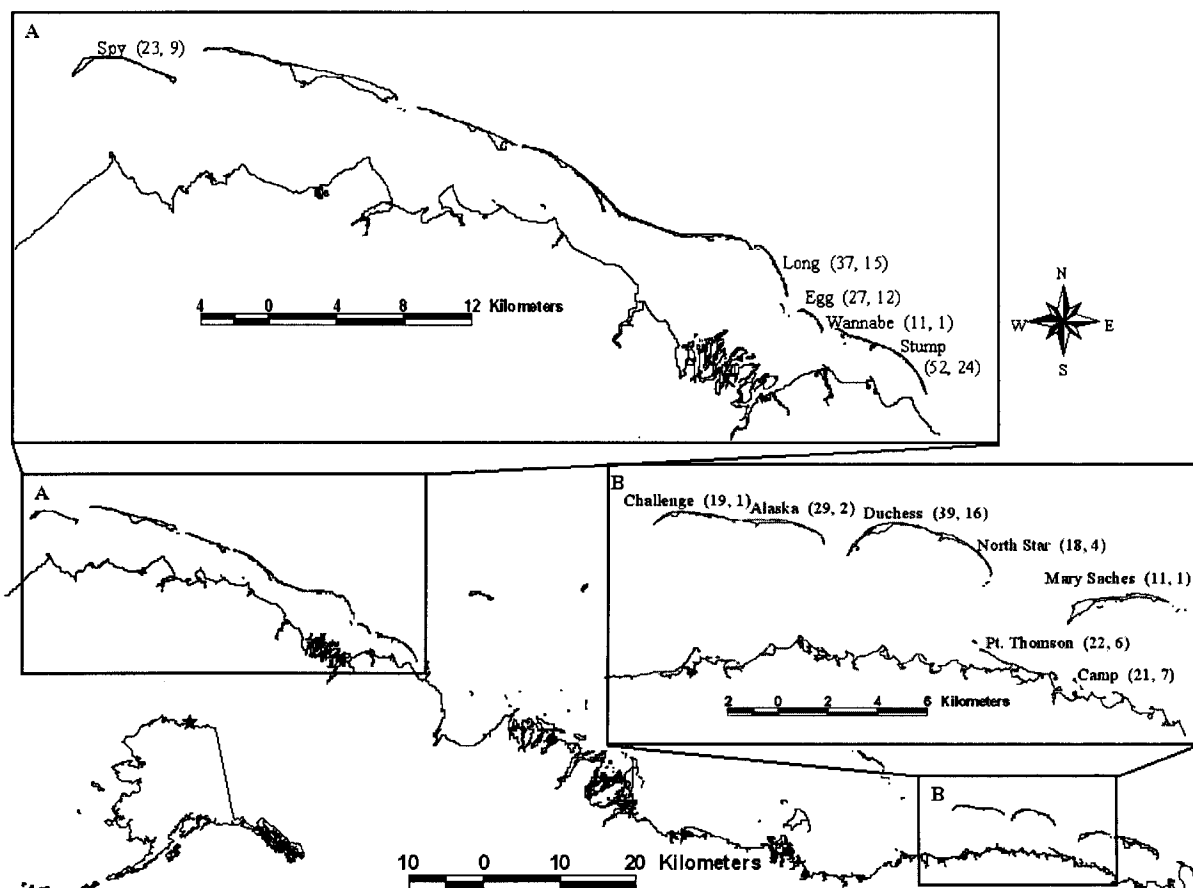 A
Spy (23, 9)
Long (37, 15)
Egg (27, 12)
Wannabe (11, 1)
Stump
(52, 24)
4 0 4 8 12 Kilometers
N
W E
S
A
B
Challenge (19, 1)
Alaska (29, 2)
Duchess (39, 16)
North Star (18, 4)
Mary Saches (11, 1)
Pt. Thomson (22, 6)
Camp (21, 7)
2 0 2 4 6 Kilometers
B
10 0 10 20 Kilometers